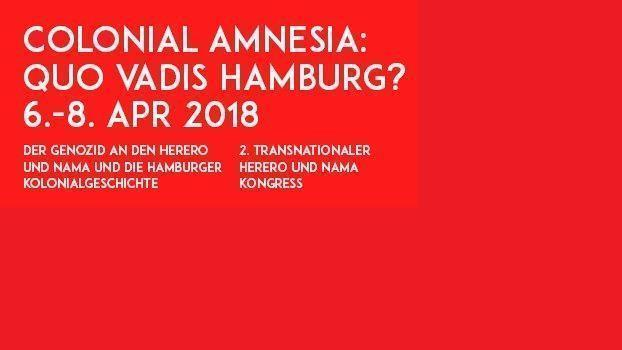 COLONIAL AMNESIA:
QUO VADIS HAMBURG?
6.-8. APR 2018
DER GENOZID AN DEN HERERO
UND NAMA UND DIE HAMBURGER
KOLONIALGESCHICHTE
2. TRANSNATIONALER
HERERO UND NAMA
KONGRESS